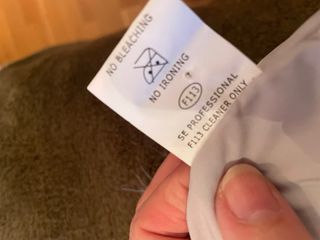 NO BLEACHING
NO IRONING
F113
SE PROFESSIONAL
F113 CLEANER ONLY